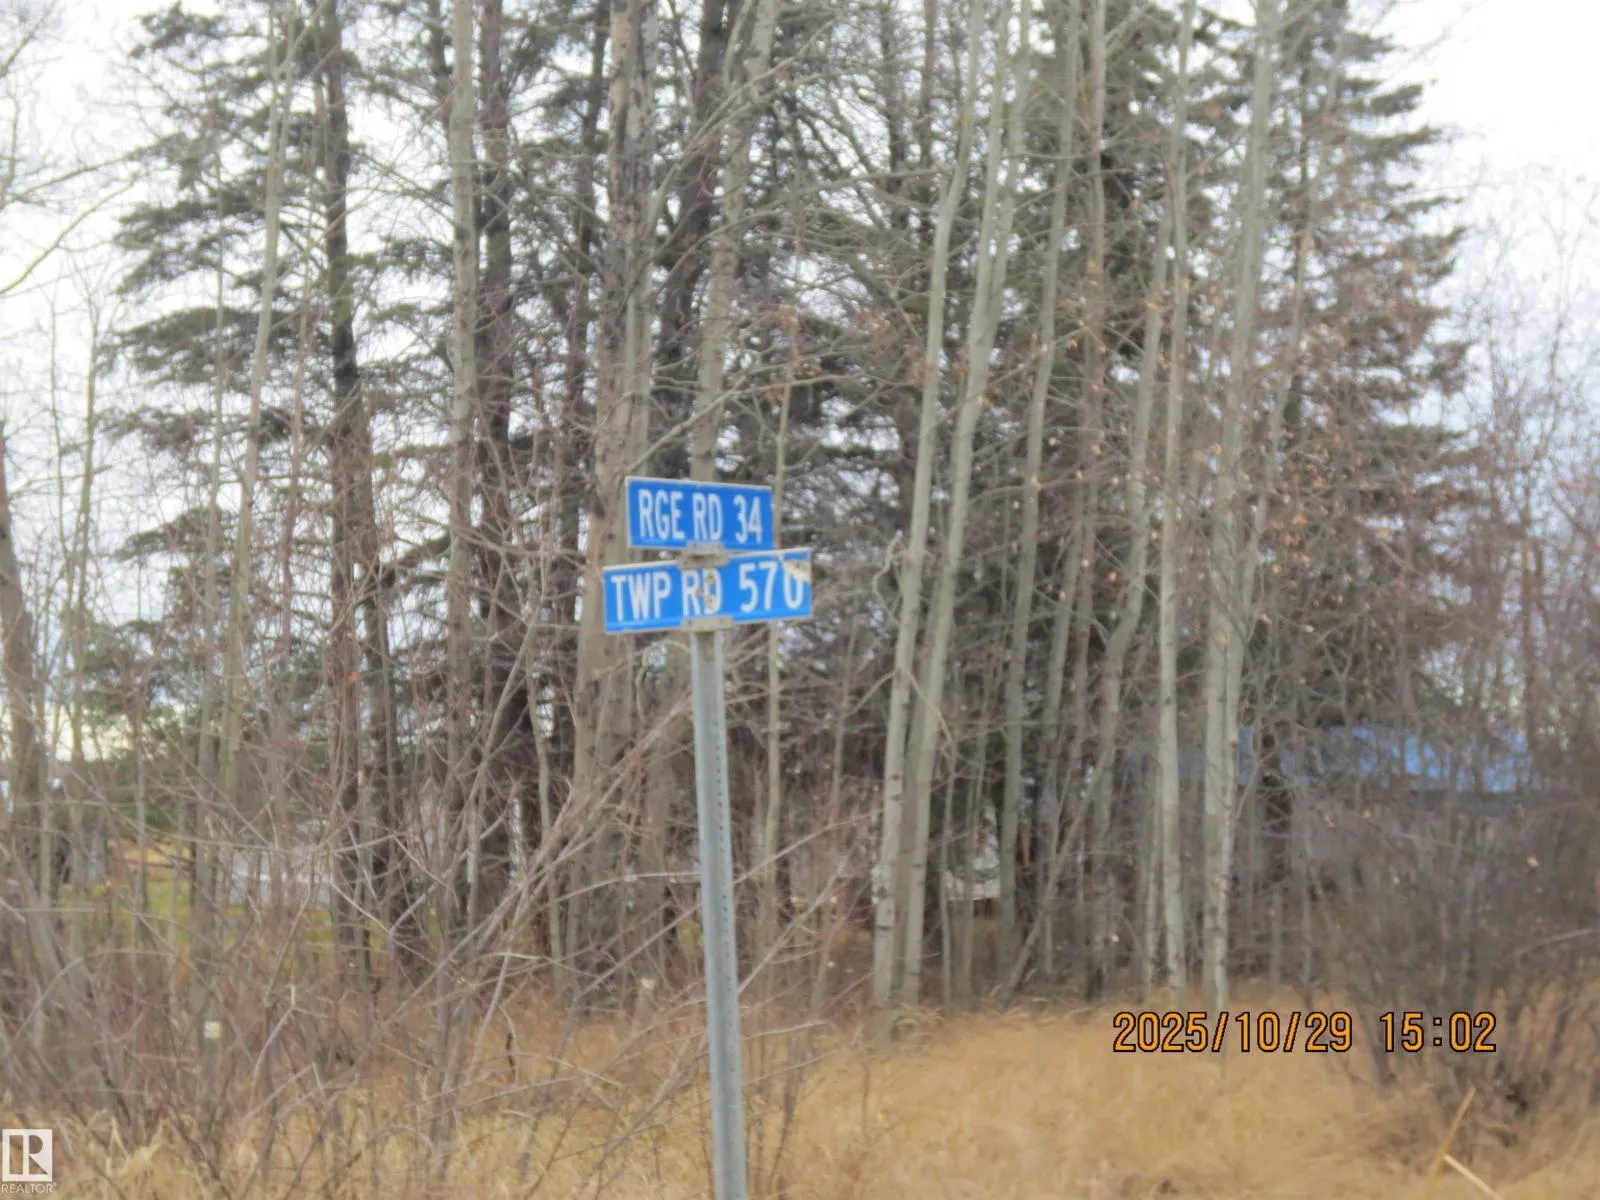 RGE RD 34
TWP RD 570
2025/10/29 15:02
R
REALTOR